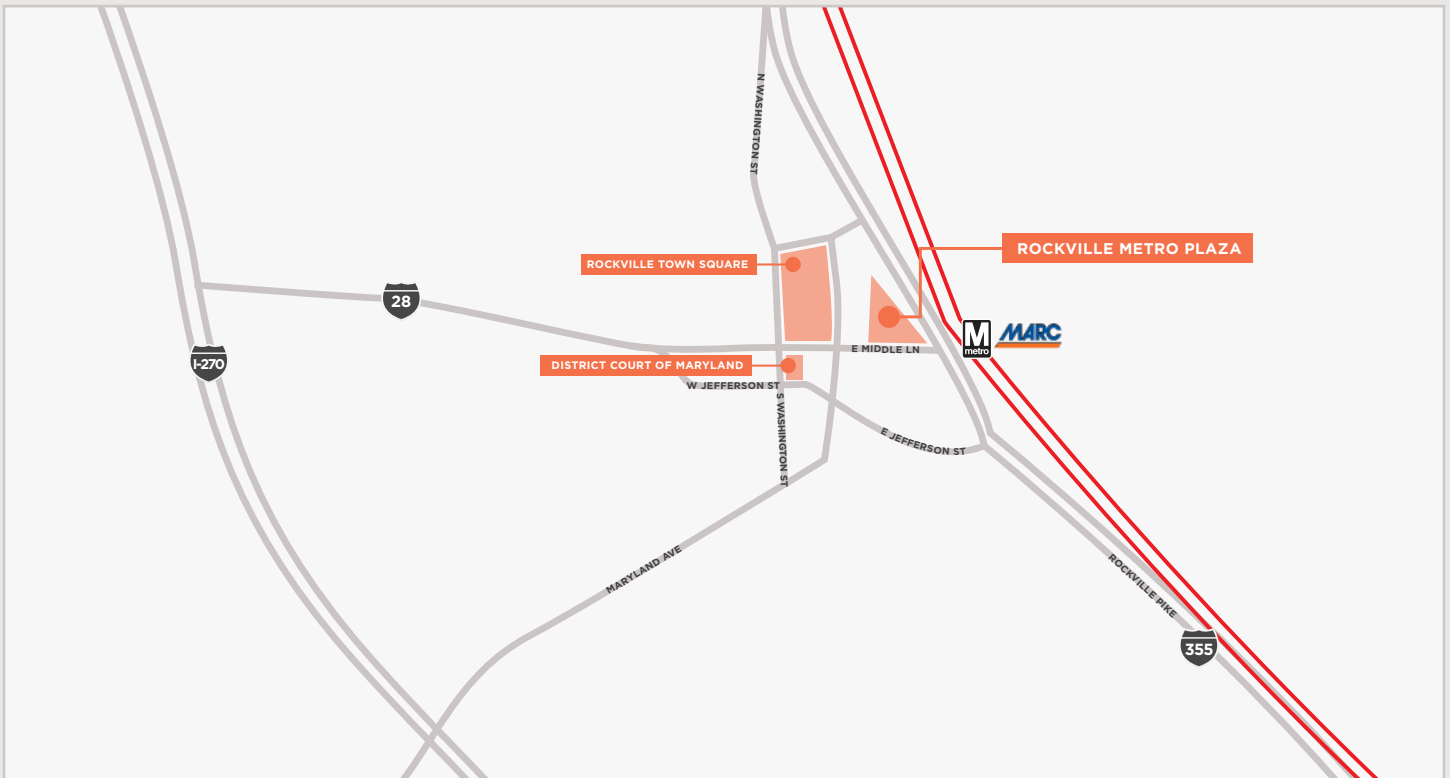 N WASHINGTON ST
ROCKVILLE METRO PLAZA
ROCKVILLE TOWN SQUARE
28
M
metro
MARC
E MIDDLE LN
I-270
DISTRICT COURT OF MARYLAND
W JEFFERSON ST
S WASHINGTON ST
E JEFFERSON ST
MARYLAND AVE
ROCKVILLE PIKE
355